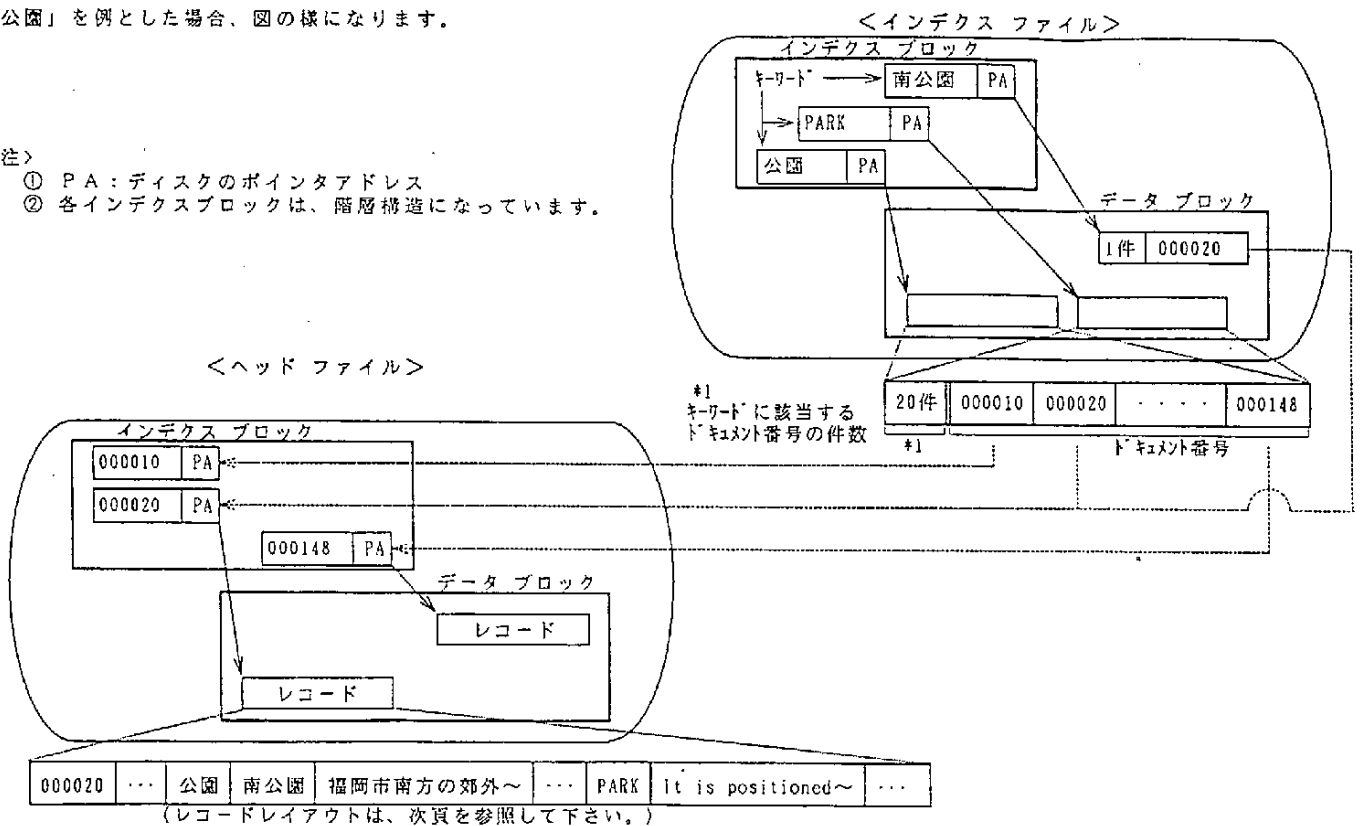 公園」を例とした場合、図の様になります。
<インデクス ファイル>
インデクス ブロック
キーワード
南公園 PA
PARK PA
公園 PA
注>
① PA:ディスクのポインタアドレス
② 各インデクスブロックは、階層構造になっています。
データ ブロック
1件 000020
<ヘッド ファイル>
*1
キーワードに該当する
ドキュメント番号の件数
20件 000010 000020 ・・・・ 000148
*1 ドキュメント番号
インデクス ブロック
000010 PA
000020 PA
000148 PA
データ ブロック
レコード
レコード
000020 ・・・ 公園 南公園 福岡市南方の郊外~ ・・・ PARK It is positioned~ ・・・
(レコードレイアウトは、次頁を参照して下さい。)